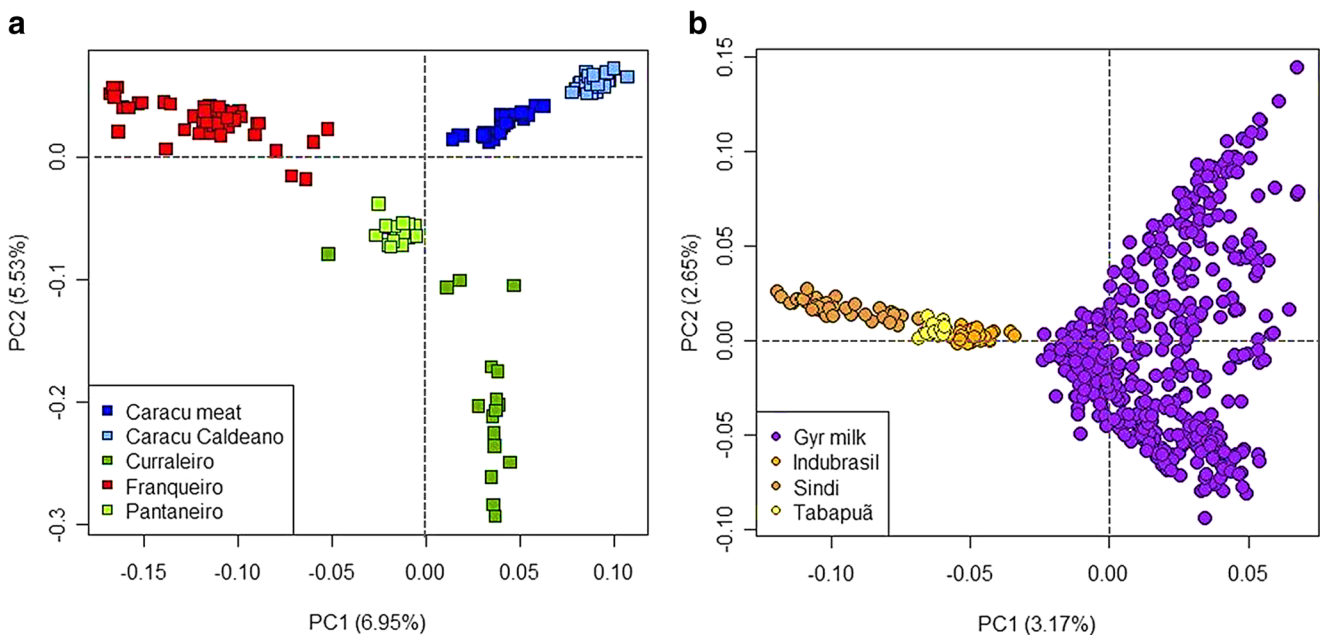 a
PC2 (5.53%)
0.0
-0.1
-0.2
-0.3
Caracu meat
Caracu Caldeano
Curraleiro
Franqueiro
Pantaneiro
-0.15 -0.10 -0.05 0.00 0.05 0.10
PC1 (6.95%)
b
PC2 (2.65%)
0.15
0.10
0.05
0.00
-0.05
-0.10
Gyr milk
Indubrasil
Sindi
Tabapuã
-0.10 -0.05 0.00 0.05
PC1 (3.17%)